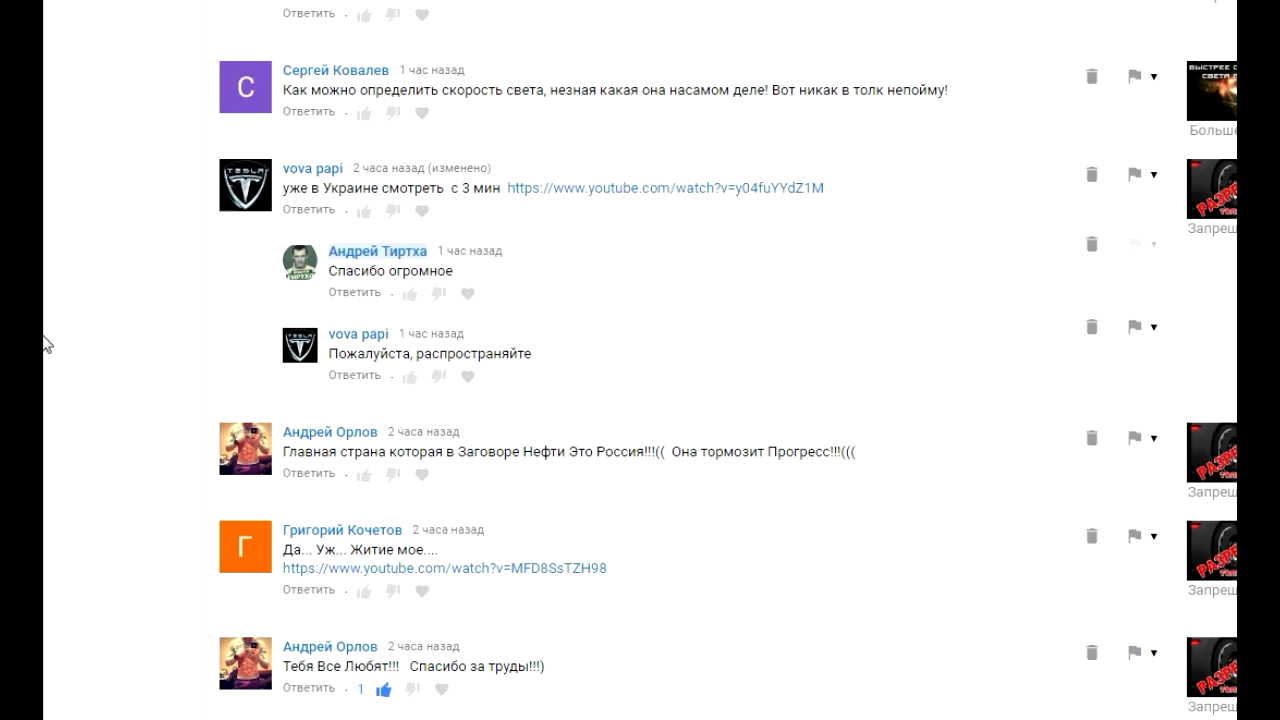 Ответить
Сергей Ковалев 1 час назад
Как можно определить скорость света, незная какая она насамом деле! Вот никак в толк непойму!
Ответить
Больше
vova papi 2 часа назад (изменено)
уже в Украине смотреть с 3 мин https://www.youtube.com/watch?v=y04fuYYdZ1M
Ответить
Запрещ
Андрей Тиртха 1 час назад
Спасибо огромное
Ответить
vova papi 1 час назад
Пожалуйста, распространяйте
Ответить
Андрей Орлов 2 часа назад
Главная страна которая в Заговоре Нефти Это Россия!!!(( Она тормозит Прогресс!!!(((
Ответить
Запрещ
Григорий Кочетов 2 часа назад
Да... Уж... Житие мое....
https://www.youtube.com/watch?v=MFD8SsTZH98
Ответить
Запрещ
Андрей Орлов 2 часа назад
Тебя Все Любят!!! Спасибо за труды!!!)
Ответить 1
Запрещ